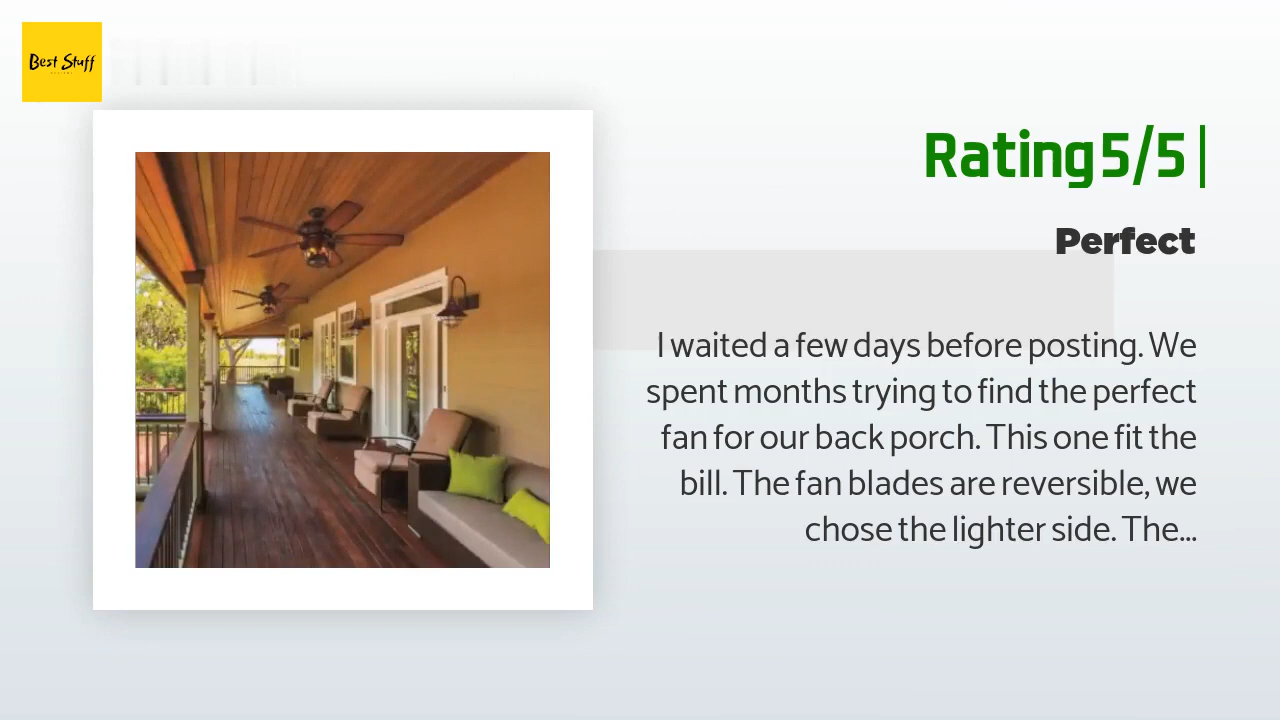 Best Stuff
Rating 5/5
Perfect
I waited a few days before posting. We
spent months trying to find the perfect
fan for our back porch. This one fit the
bill. The fan blades are reversible, we
chose the lighter side. The...